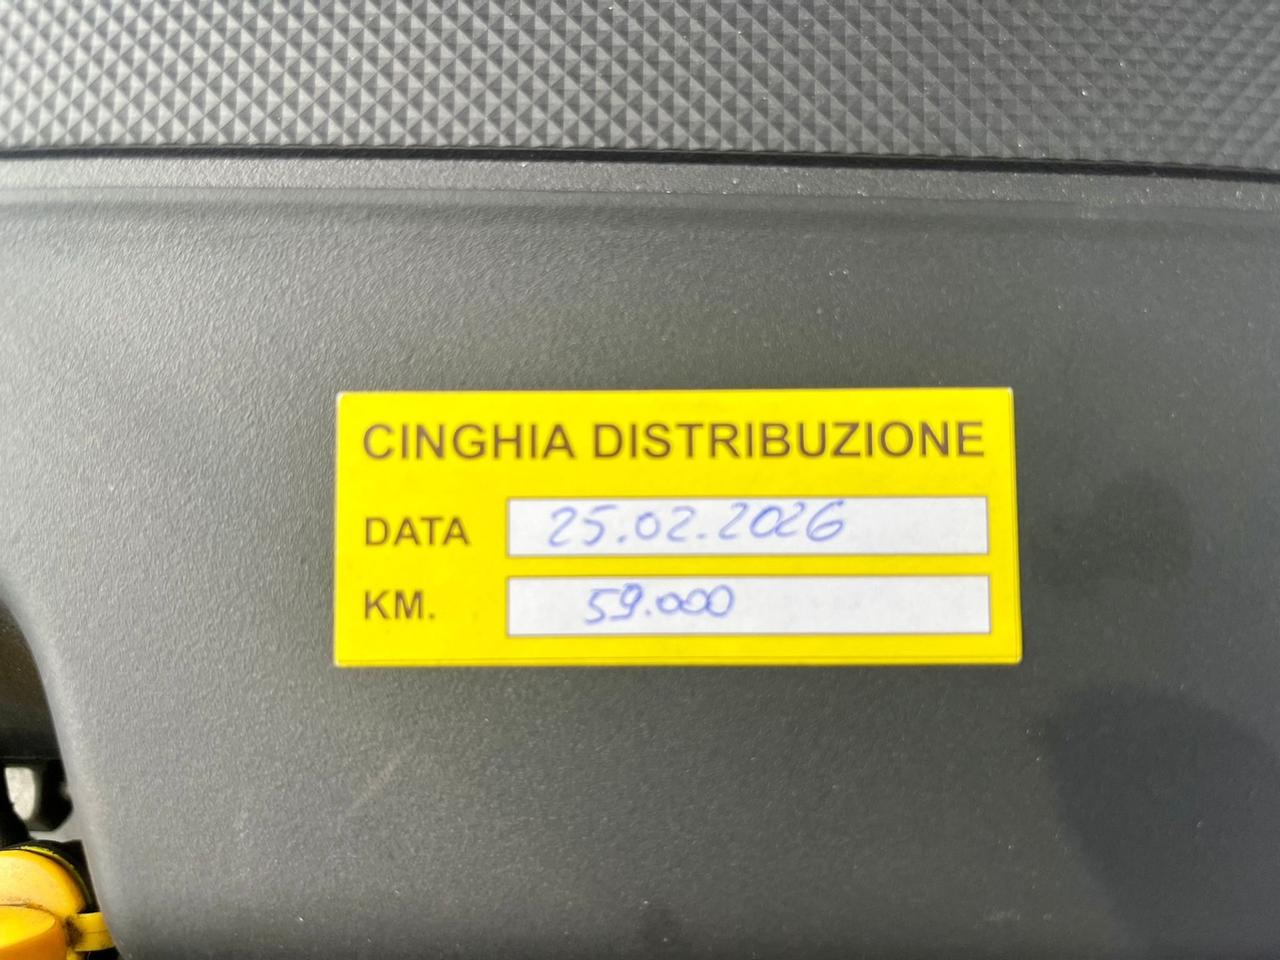 CINGHIA DISTRIBUZIONE
DATA 25.02.2026
KM. 59.000